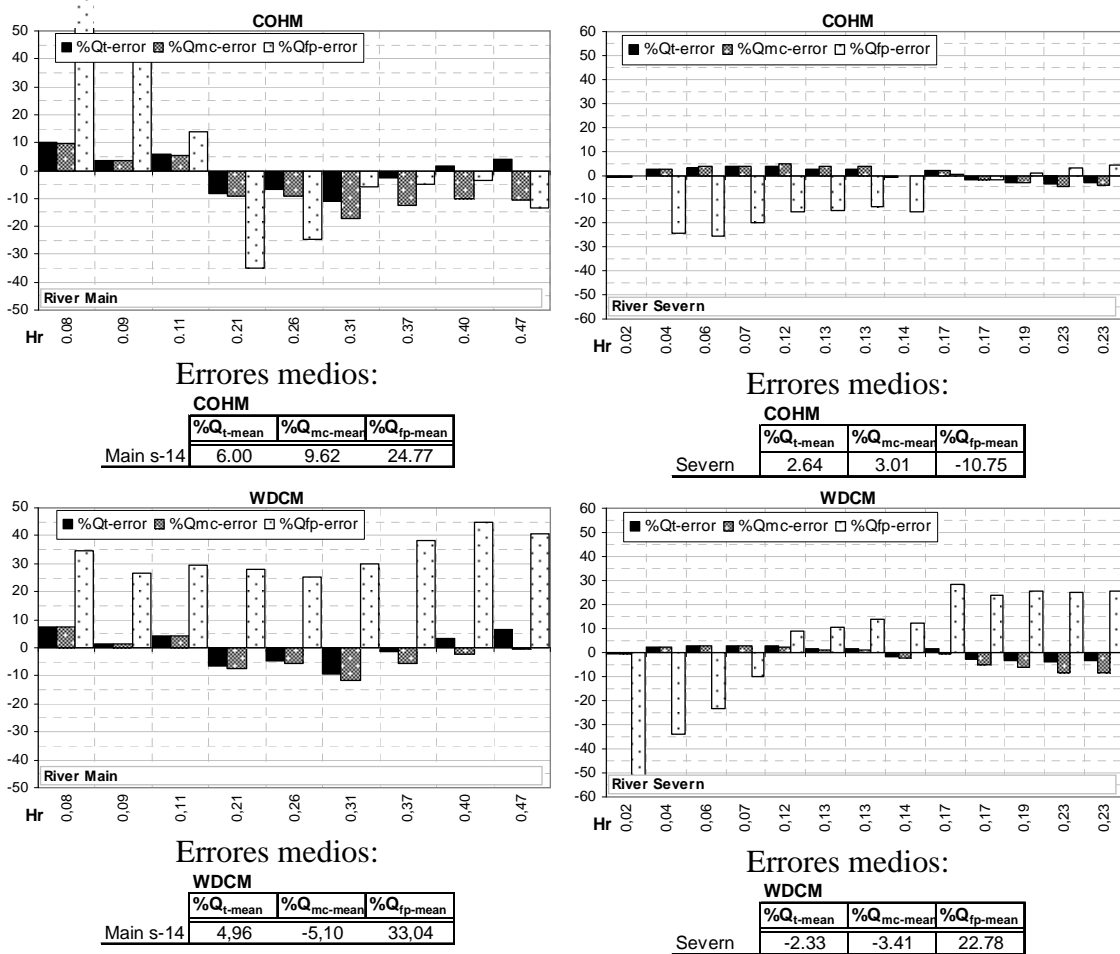 COHM
%Qt-error %Qmc-error %Qfp-error
50
40
30
20
10
0
-10
-20
-30
-40
-50
River Main
Hr 0.08 0.09 0.11 0.21 0.26 0.31 0.37 0.40 0.47
Errores medios:
COHM
%Qt-mean %Qmc-mean %Qfp-mean
Main s-14 6.00 9.62 24.77
COHM
%Qt-error %Qmc-error %Qfp-error
60
50
40
30
20
10
0
-10
-20
-30
-40
-50
-60
River Severn
Hr 0.02 0.04 0.06 0.07 0.12 0.13 0.13 0.14 0.17 0.17 0.19 0.23 0.23
Errores medios:
COHM
%Qt-mean %Qmc-mean %Qfp-mean
Severn 2.64 3.01 -10.75
WDCM
%Qt-error %Qmc-error %Qfp-error
50
40
30
20
10
0
-10
-20
-30
-40
-50
River Main
Hr 0,08 0,09 0,11 0,21 0,26 0,31 0,37 0,40 0,47
Errores medios:
WDCM
%Qt-mean %Qmc-mean %Qfp-mean
Main s-14 4,96 -5,10 33,04
WDCM
%Qt-error %Qmc-error %Qfp-error
60
50
40
30
20
10
0
-10
-20
-30
-40
-50
-60
River Severn
Hr 0,02 0,04 0,06 0,07 0,12 0,13 0,13 0,14 0,17 0,17 0,19 0,23 0,23
Errores medios:
WDCM
%Qt-mean %Qmc-mean %Qfp-mean
Severn -2.33 -3.41 22.78